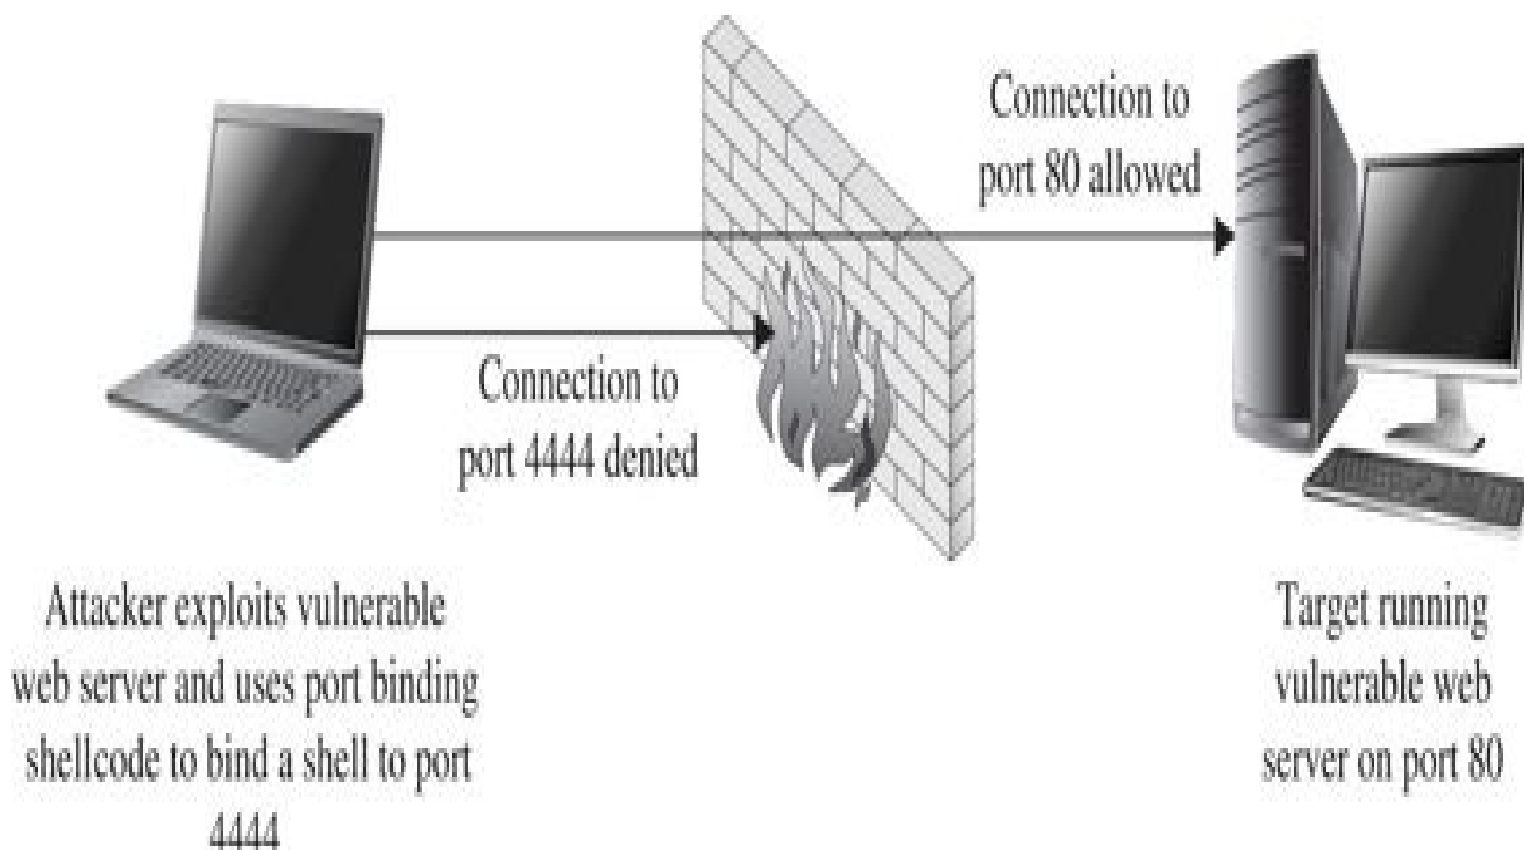 Connection to
port 80 allowed
Connection to
port 4444 denied
Attacker exploits vulnerable
web server and uses port binding
shellcode to bind a shell to port
4444
Target running
vulnerable web
server on port 80